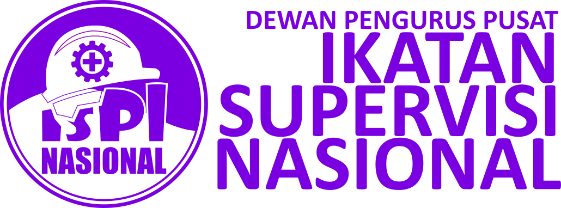 ISPI
NASIONAL
DEWAN PENGURUS PUSAT
IKATAN
SUPERVISI
NASIONAL